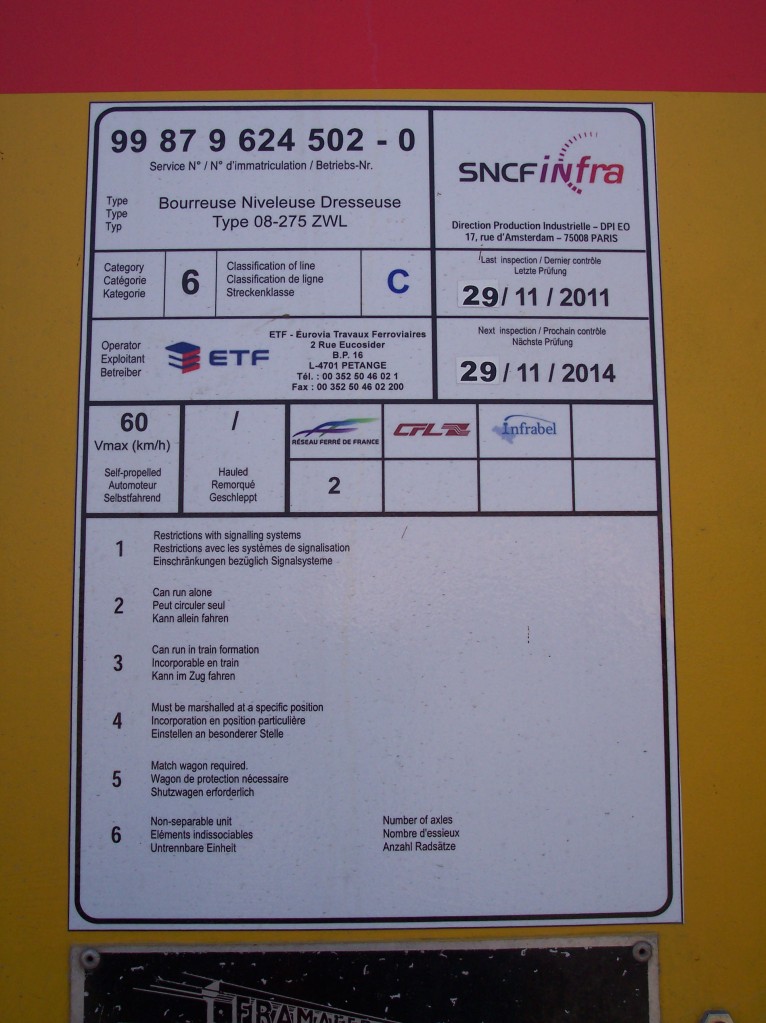 99 87 9 624 502 - 0
Service N° / N° d'immatriculation / Betriebs-Nr.
Type
Type
Typ
Bourreuse Niveleuse Dresseuse
Type 08-275 ZWL
SNCF infra
Direction Production Industrielle – DPI EO
17, rue d'Amsterdam – 75008 PARIS
Category
Catégorie
Kategorie
6
Classification of line
Classification de ligne
Streckenklasse
C
Last inspection / Dernier contrôle
Letzte Prüfung
29/ 11 / 2011
Operator
Exploitant
Betreiber
ETF
ETF - Eurovia Travaux Ferroviaires
2 Rue Eucosider
B.P. 16
L-4701 PETANGE
Tél. : 00 352 50 46 02 1
Fax : 00 352 50 46 02 200
Next inspection / Prochain contrôle
Nächste Prüfung
29 / 11 / 2014
60
Vmax (km/h)
Self-propelled
Automoteur
Selbstfahrend
/
Hauled
Remorqué
Geschleppt
RÉSEAU FERRÉ DE FRANCE
CFL
Infrabel
2
1
Restrictions with signalling systems
Restrictions avec les systèmes de signalisation
Einschränkungen bezüglich Signalsysteme
2
Can run alone
Peut circuler seul
Kann allein fahren
3
Can run in train formation
Incorporable en train
Kann im Zug fahren
4
Must be marshalled at a specific position
Incorporation en position particulière
Einstellen an besonderer Stelle
5
Match wagon required.
Wagon de protection nécessaire
Shutzwagen erforderlich
6
Non-separable unit
Eléments indissociables
Untrennbare Einheit
Number of axles
Nombre d'essieux
Anzahl Radsätze